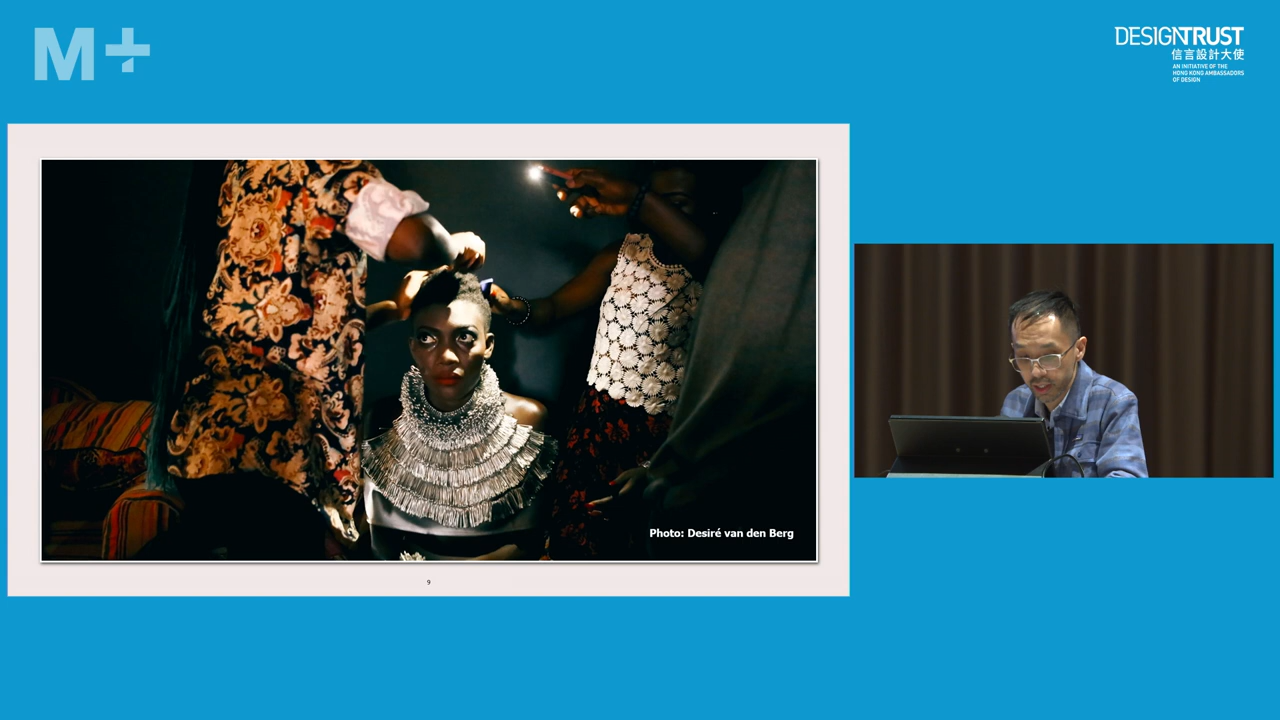 M+
DESIGNTRUST
信言設計大使
AN INITIATIVE OF THE
HONG KONG AMBASSADORS
OF DESIGN
Photo: Desiré van den Berg
9